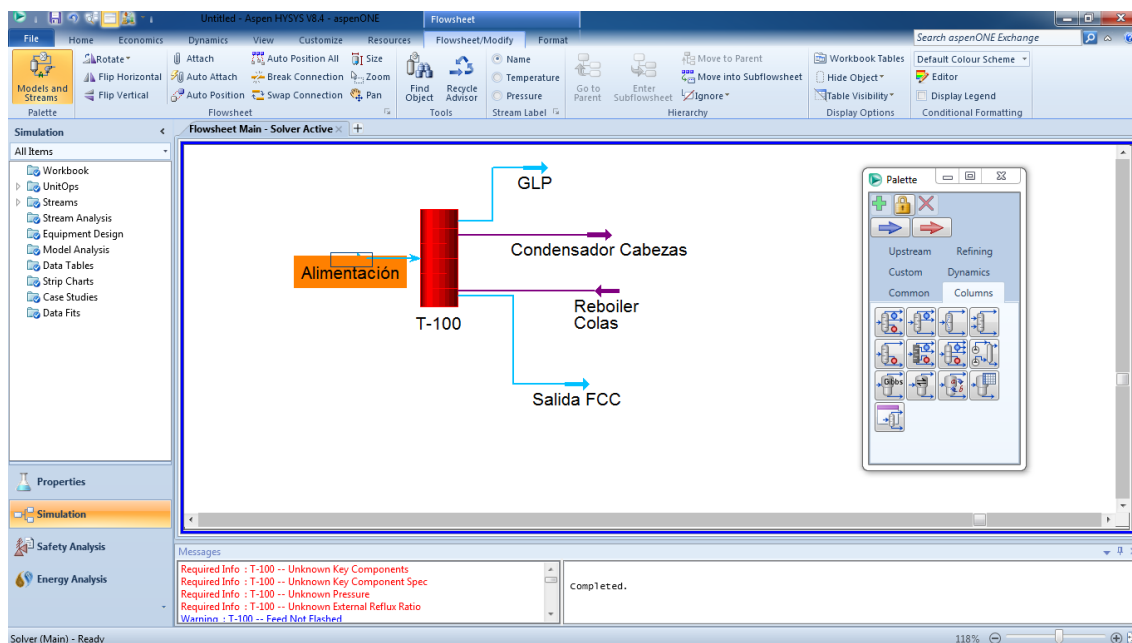 Untitled - Aspen HYSYS V8.4 - aspenONE
Flowsheet
File Home Economics Dynamics View Customize Resources Flowsheet/Modify Format
Search aspenONE Exchange
Models and Streams
Palette
Rotate
Flip Horizontal
Flip Vertical
Attach
Auto Attach
Auto Position
Auto Position All
Break Connection
Swap Connection
Size
Zoom
Pan
Flowsheet
Find Object
Recycle Advisor
Tools
Name
Temperature
Pressure
Stream Label
Go to Parent
Enter Subflowsheet
Move to Parent
Move into Subflowsheet
Ignore
Hierarchy
Workbook Tables
Hide Object
Table Visibility
Display Options
Default Colour Scheme
Editor
Display Legend
Conditional Formatting
Simulation
All Items
Workbook
UnitOps
Streams
Stream Analysis
Equipment Design
Model Analysis
Data Tables
Strip Charts
Case Studies
Data Fits
Properties
Simulation
Safety Analysis
Energy Analysis
Flowsheet Main - Solver Active
GLP
Condensador Cabezas
Alimentación
Reboiler
Colas
T-100
Salida FCC
Palette
Upstream Refining
Custom Dynamics
Common Columns
Gibbs
Messages
Required Info : T-100 -- Unknown Key Components
Required Info : T-100 -- Unknown Key Component Spec
Required Info : T-100 -- Unknown Pressure
Required Info : T-100 -- Unknown External Reflux Ratio
Warning : T-100 -- Feed Not Flashed
Completed.
Solver (Main) - Ready
118%